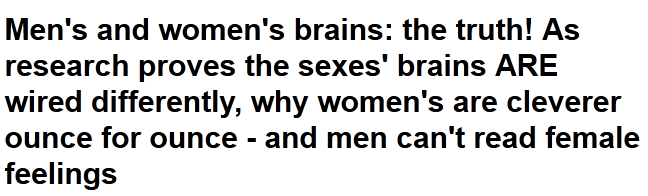 Men's and women's brains: the truth! As
research proves the sexes' brains ARE
wired differently, why women's are cleverer
ounce for ounce - and men can't read female
feelings